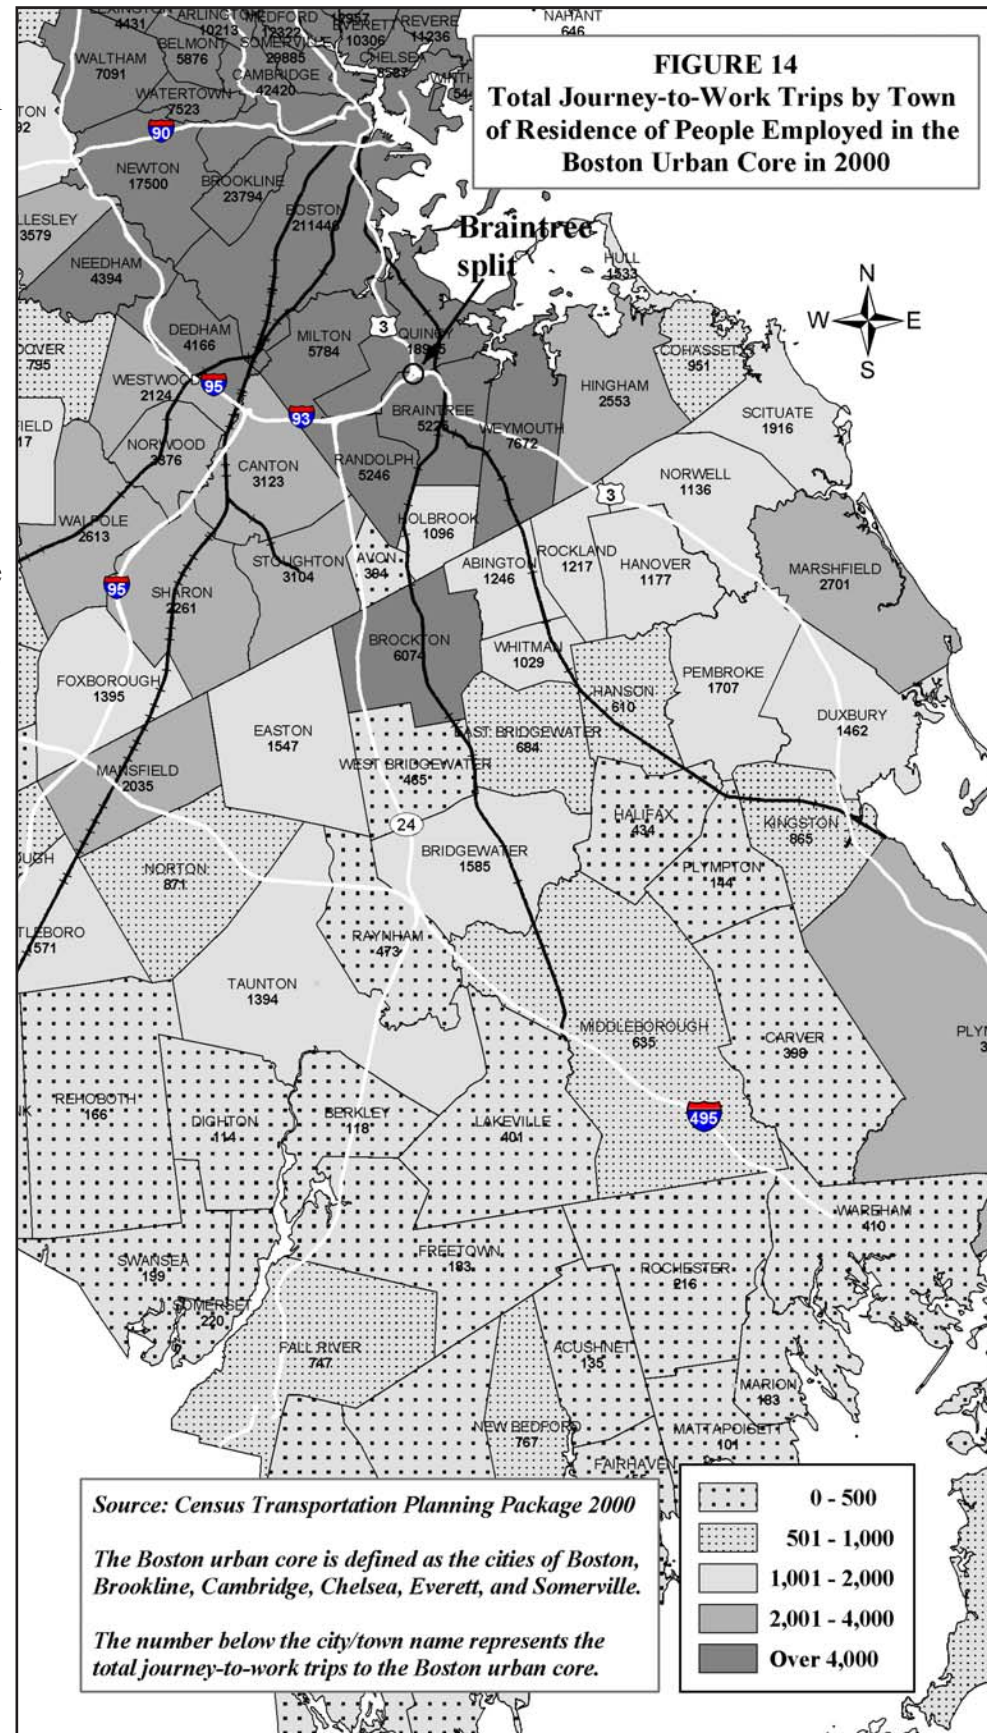 NAHANT
646
4431
ARLINGTON
10213
MEDFORD
12322
10306
REVERE
11236
BELMONT
5876
SOMERVILLE
29885
CHELSEA
WALTHAM
7091
CAMBRIDGE
42420
WATERTOWN
7523
FIGURE 14
Total Journey-to-Work Trips by Town
of Residence of People Employed in the
Boston Urban Core in 2000
90
NEWTON
17500
BROOKLINE
23794
BOSTON
3579
NEEDHAM
4394
Braintree
split
HULL
1533
N
W E
S
DEDHAM
4166
MILTON
5784
3
QUINCY
795
WESTWOOD
2124
95
COHASSET
951
HINGHAM
2553
SCITUATE
1916
93
BRAINTREE
WEYMOUTH
7672
NORWOOD
CANTON
3123
RANDOLPH
5246
NORWELL
1136
3
WALPOLE
2613
HOLBROOK
1096
STOUGHTON
3104
AVON
394
ABINGTON
1246
ROCKLAND
1217
HANOVER
1177
MARSHFIELD
2701
95
SHARON
2261
BROCKTON
6074
WHITMAN
1029
PEMBROKE
1707
FOXBOROUGH
1395
HANSON
610
EASTON
1547
EAST BRIDGEWATER
684
DUXBURY
1462
MANSFIELD
2035
WEST BRIDGEWATER
465
24
HALIFAX
434
KINGSTON
865
BRIDGEWATER
1585
NORTON
871
PLYMPTON
144
RAYNHAM
473
TAUNTON
1394
MIDDLEBOROUGH
635
CARVER
398
REHOBOTH
166
DIGHTON
114
BERKLEY
118
LAKEVILLE
401
495
WAREHAM
410
SWANSEA
199
FREETOWN
183
ROCHESTER
216
SOMERSET
220
FALL RIVER
747
ACUSHNET
135
MARION
183
NEW BEDFORD
767
MATTAPOISETT
101
FAIRHAVEN
Source: Census Transportation Planning Package 2000
The Boston urban core is defined as the cities of Boston,
Brookline, Cambridge, Chelsea, Everett, and Somerville.
The number below the city/town name represents the
total journey-to-work trips to the Boston urban core.
0 - 500
501 - 1,000
1,001 - 2,000
2,001 - 4,000
Over 4,000